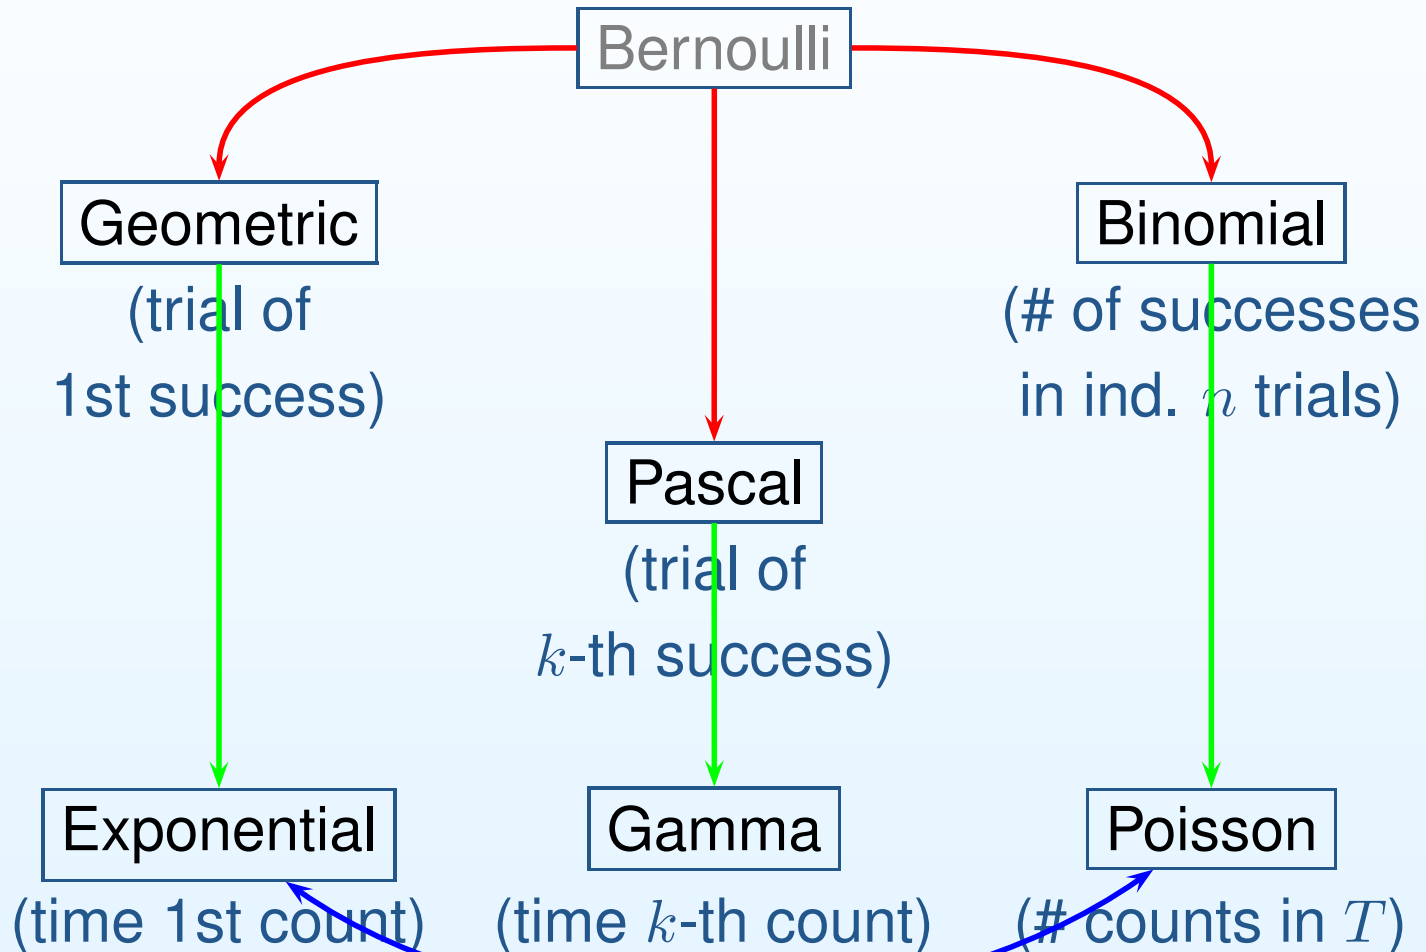 Bernoulli
Geometric
(trial of
1st success)
Binomial
(# of successes
in ind. n trials)
Pascal
(trial of
k-th success)
Exponential
(time 1st count)
Gamma
(time k-th count)
Poisson
(# counts in T)